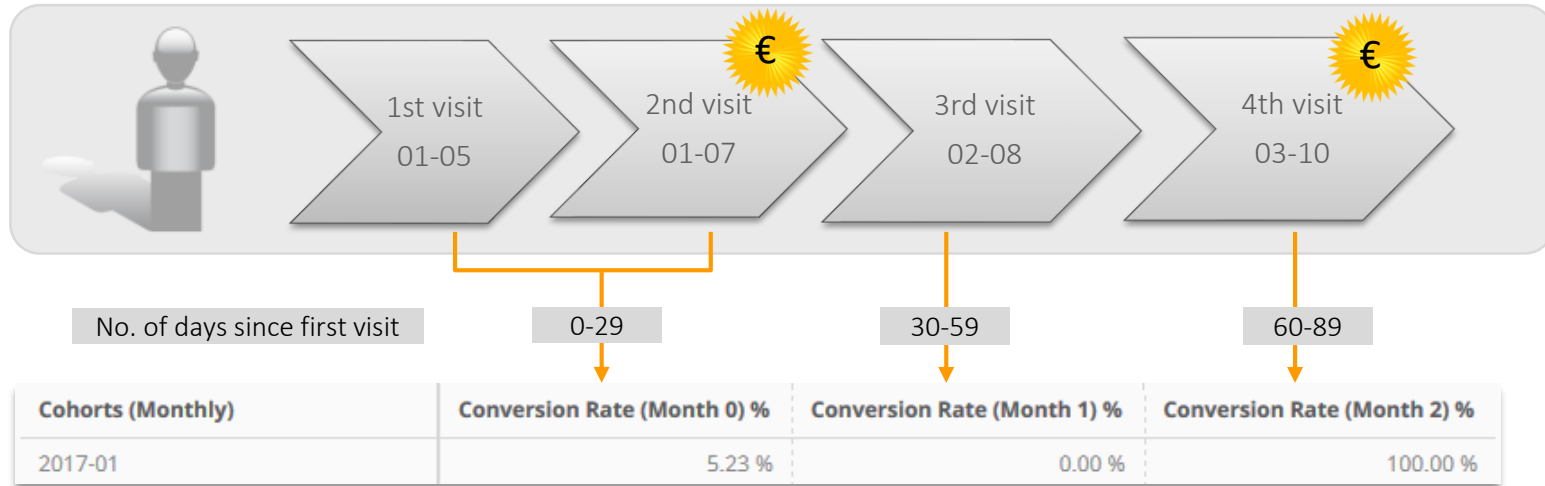 €
€
1st visit
01-05
2nd visit
01-07
3rd visit
02-08
4th visit
03-10
No. of days since first visit
0-29
30-59
60-89
Cohorts (Monthly)
Conversion Rate (Month 0) %
Conversion Rate (Month 1) %
Conversion Rate (Month 2) %
2017-01
5.23 %
0.00 %
100.00 %